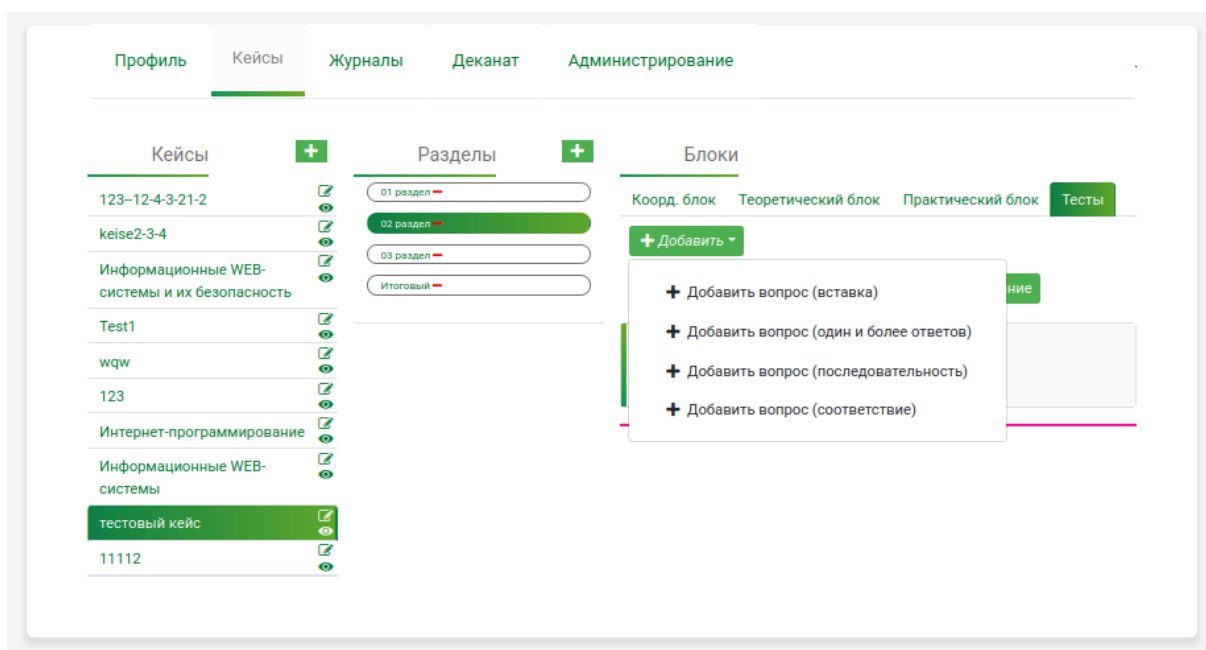 Профиль Кейсы Журналы Деканат Администрирование .
Кейсы
123–12-4-3-21-2
keise2-3-4
Информационные WEB-
системы и их безопасность
Test1
wqw
123
Интернет-программирование
Информационные WEB-
системы
тестовый кейс
11112
Разделы
01 раздел
02 раздел
03 раздел
Итоговый
Блоки
Коорд. блок Теоретический блок Практический блок Тесты
Добавить
Добавить вопрос (вставка)
Добавить вопрос (один и более ответов)
Добавить вопрос (последовательность)
Добавить вопрос (соответствие)